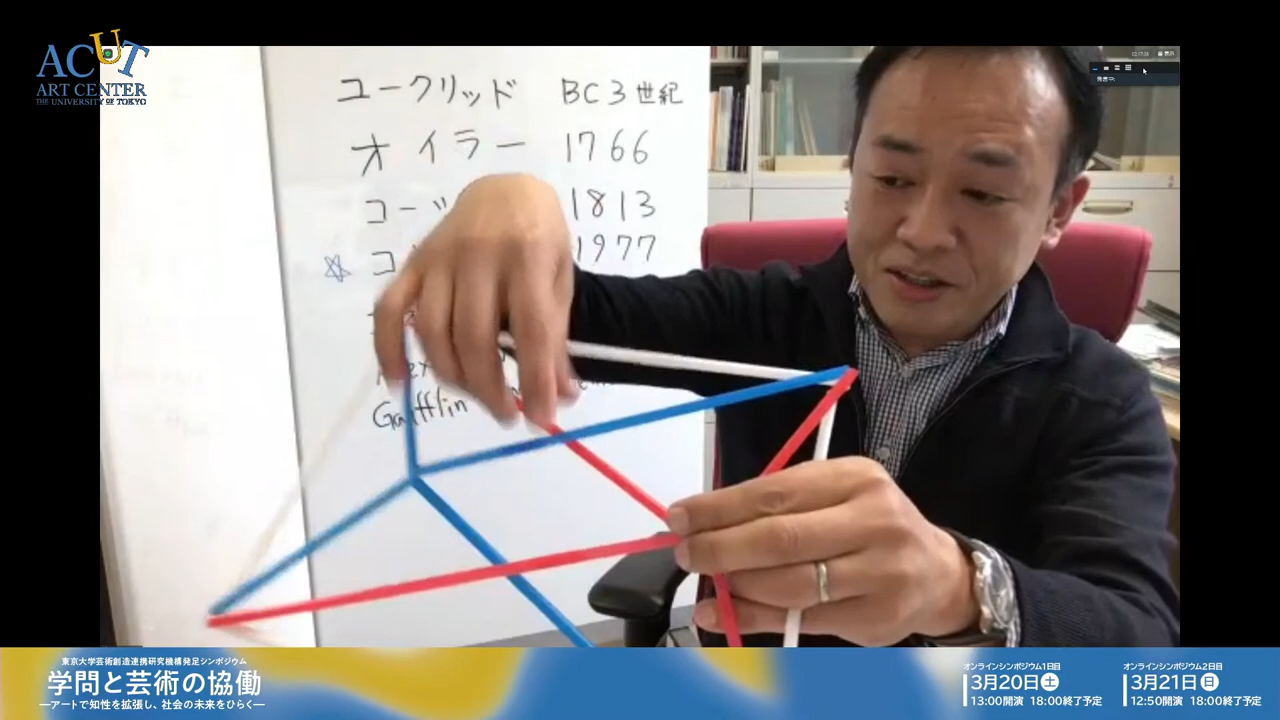 ACUT
ART CENTER
THE UNIVERSITY OF TOKYO
ユークリッド BC3世紀
オイラー 1766
コーッ 1813
コ 1977
発言中:
東京大学芸術創造連携研究機構発足シンポジウム
学問と芸術の協働
―アートで知性を拡張し、社会の未来をひらく―
オンラインシンポジウム1日目
3月20日土
13:00開演 18:00終了予定
オンラインシンポジウム2日目
3月21日日
12:50開演 18:00終了予定